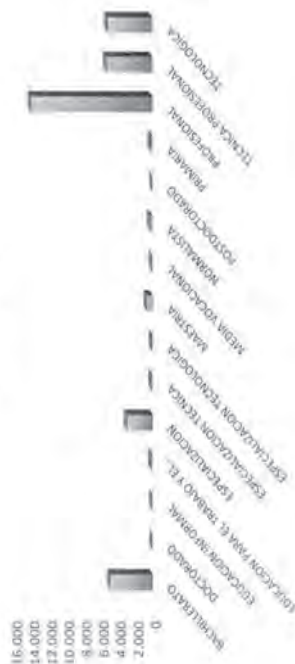 16.000
14.000
12.000
10.000
8.000
6.000
4.000
2.000
0
BACHILLERATO
DOCTORADO
EDUCACION INFORMAL
EDUCACION PARA EL TRABAJO Y EL...
ESPECIALIZACION
ESPECIALIZACION TECNICA
ESPECIALIZACION TECNOLOGICA
MAESTRIA
MEDIA VOCACIONAL
NORMALISTA
POSTDOCTORADO
PRIMARIA
PROFESIONAL
TECNICA PROFESIONAL
TECNOLOGICA